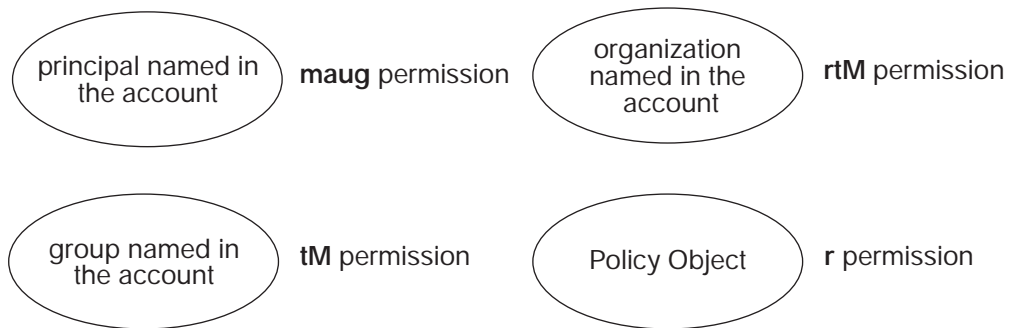 principal named in
the account
maug permission
organization
named in the
account
rtM permission
group named in
the account
tM permission
Policy Object
r permission